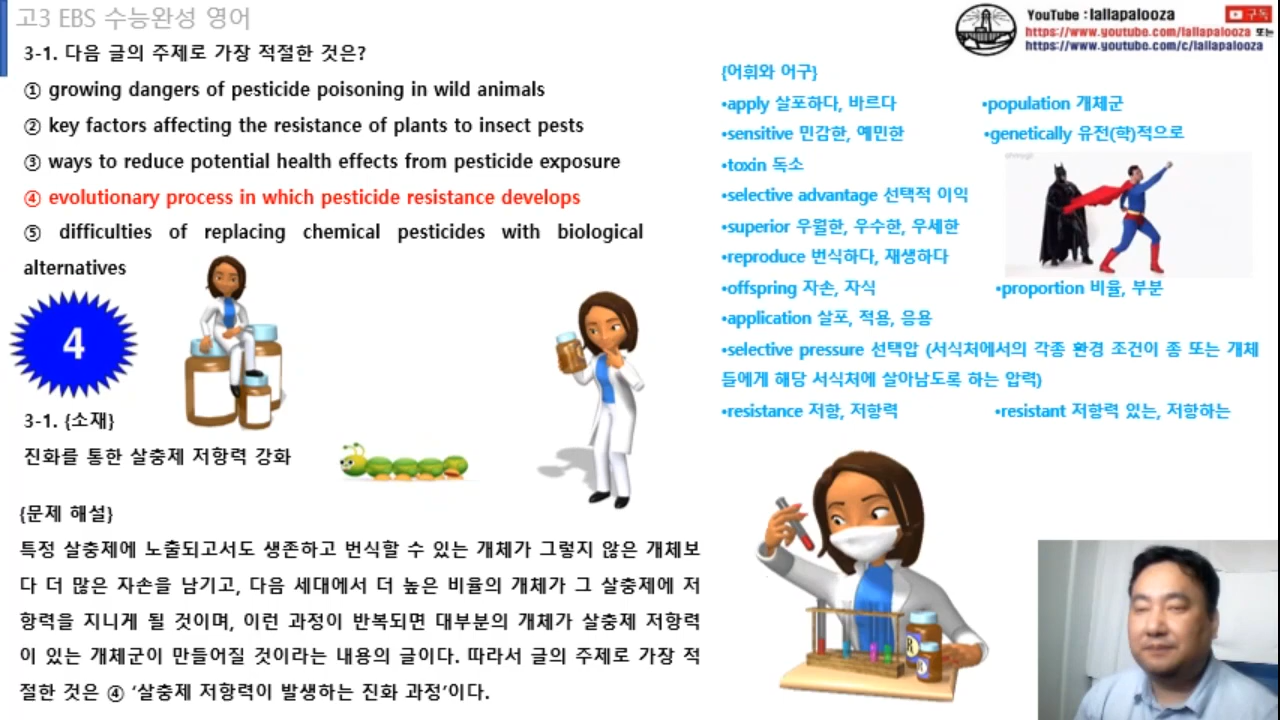 고3 EBS 수능완성 영어
YouTube : lallapalooza
구독
https://www.youtube.com/lallapalooza 또는
https://www.youtube.com/c/lallapalooza
3-1. 다음 글의 주제로 가장 적절한 것은?
① growing dangers of pesticide poisoning in wild animals
② key factors affecting the resistance of plants to insect pests
③ ways to reduce potential health effects from pesticide exposure
④ evolutionary process in which pesticide resistance develops
⑤ difficulties of replacing chemical pesticides with biological
alternatives
4
3-1. {소재}
진화를 통한 살충제 저항력 강화
{문제 해설}
특정 살충제에 노출되고서도 생존하고 번식할 수 있는 개체가 그렇지 않은 개체보
다 더 많은 자손을 남기고, 다음 세대에서 더 높은 비율의 개체가 그 살충제에 저
항력을 지니게 될 것이며, 이런 과정이 반복되면 대부분의 개체가 살충제 저항력
이 있는 개체군이 만들어질 것이라는 내용의 글이다. 따라서 글의 주제로 가장 적
절한 것은 ④ ‘살충제 저항력이 발생하는 진화 과정’이다.
{어휘와 어구}
•apply 살포하다, 바르다 •population 개체군
•sensitive 민감한, 예민한 •genetically 유전(학)적으로
•toxin 독소
•selective advantage 선택적 이익
•superior 우월한, 우수한, 우세한
•reproduce 번식하다, 재생하다
•offspring 자손, 자식 •proportion 비율, 부분
•application 살포, 적용, 응용
•selective pressure 선택압 (서식처에서의 각종 환경 조건이 종 또는 개체
들에게 해당 서식처에 살아남도록 하는 압력)
•resistance 저항, 저항력 •resistant 저항력 있는, 저항하는